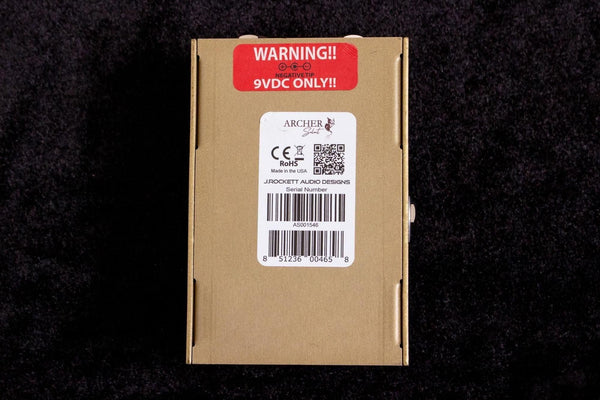 WARNING!!
NEGATIVE TIP
9VDC ONLY!!
ARCHER
Select
CE
RoHS
Made in the USA
J.ROCKETT AUDIO DESIGNS
Serial Number
AS001546
8 51236 00465 8